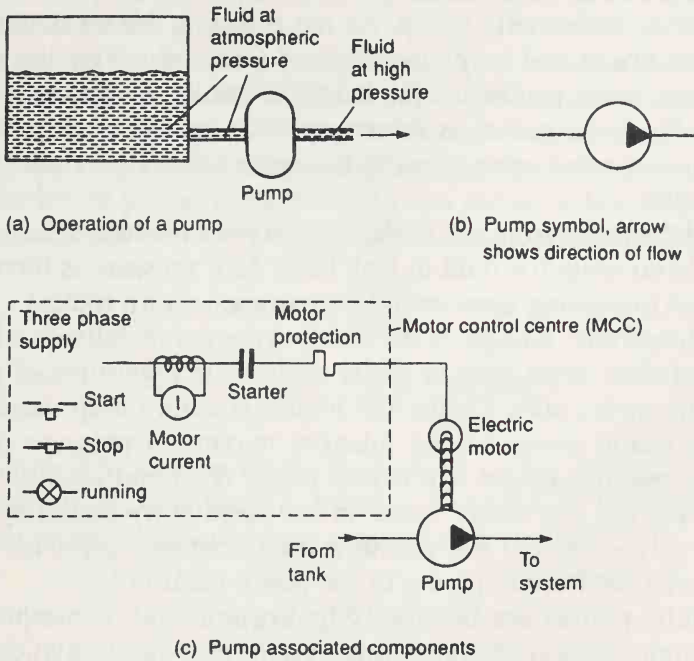 Fluid at
atmospheric
pressure
Fluid
at high
pressure
Pump
(a) Operation of a pump
(b) Pump symbol, arrow
shows direction of flow
Three phase
supply
Motor
protection
Motor control centre (MCC)
Start
Stop
running
I
Motor
current
Starter
Electric
motor
From
tank
Pump
To
system
(c) Pump associated components